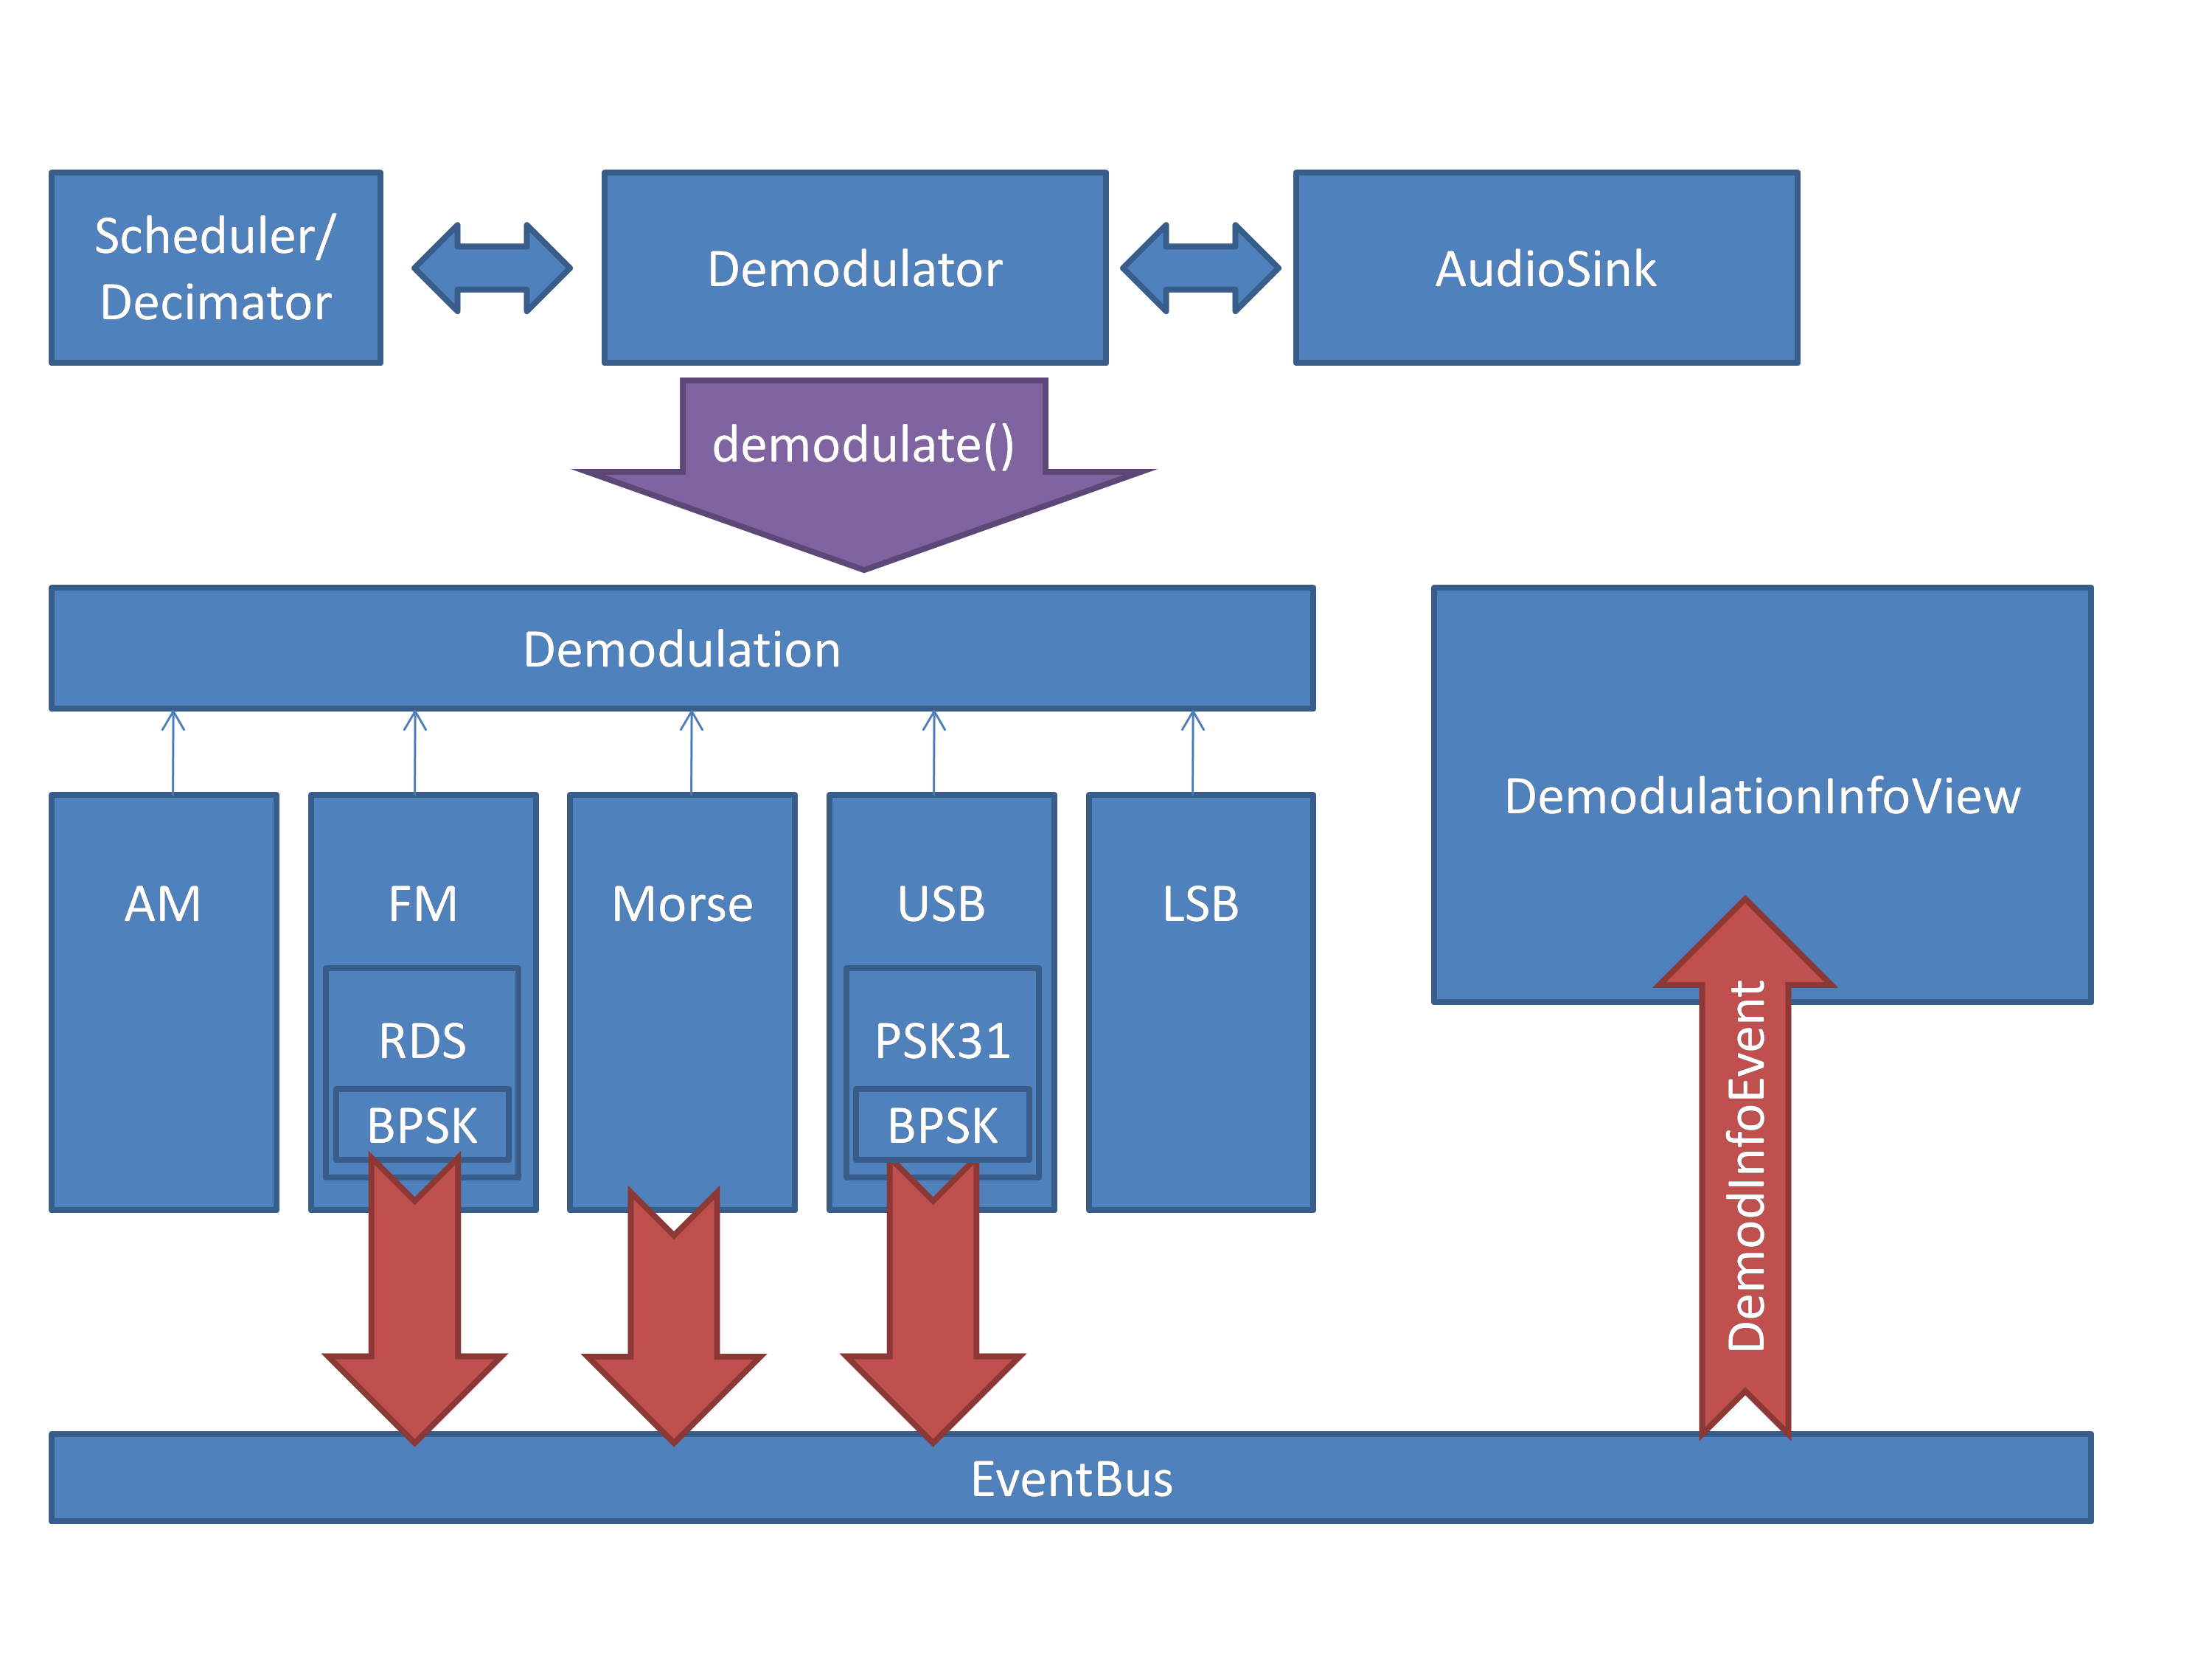 Scheduler/
Decimator
Demodulator
AudioSink
demodulate()
Demodulation
DemodulationInfoView
AM
FM
Morse
USB
LSB
RDS
PSK31
BPSK
BPSK
DemodInfoEvent
EventBus